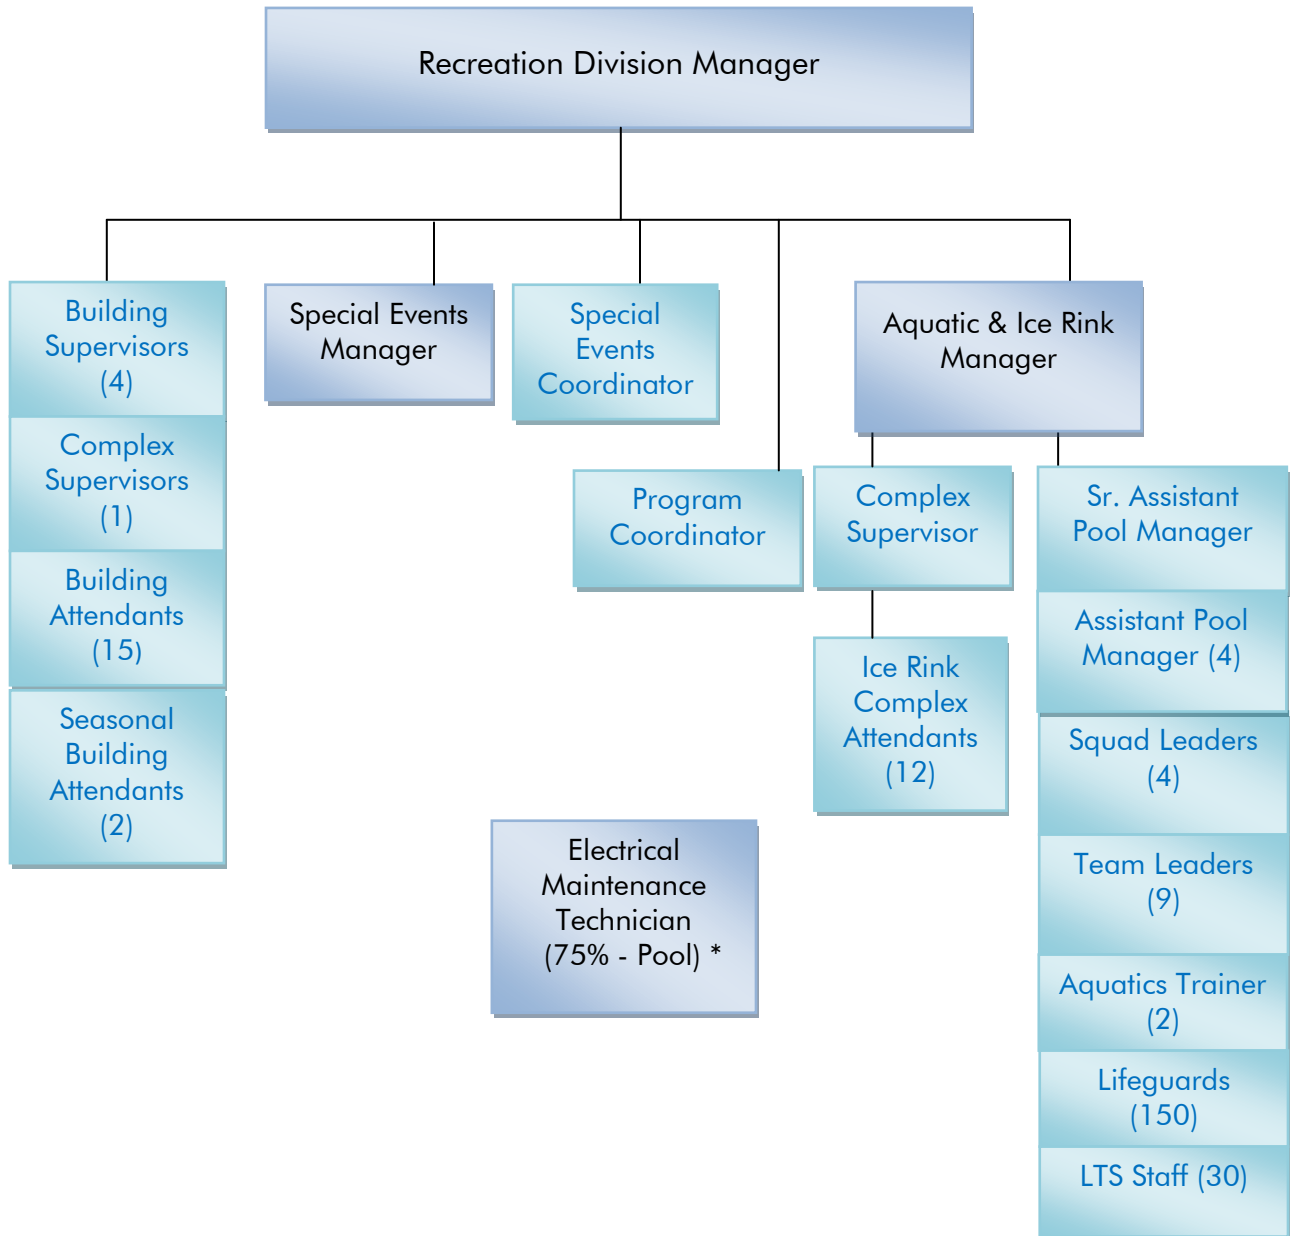 Recreation Division Manager
Building
Supervisors
(4)
Complex
Supervisors
(1)
Building
Attendants
(15)
Seasonal
Building
Attendants
(2)
Special Events
Manager
Special
Events
Coordinator
Program
Coordinator
Aquatic & Ice Rink
Manager
Complex
Supervisor
Ice Rink
Complex
Attendants
(12)
Sr. Assistant
Pool Manager
Assistant Pool
Manager (4)
Squad Leaders
(4)
Team Leaders
(9)
Aquatics Trainer
(2)
Lifeguards
(150)
LTS Staff (30)
Electrical
Maintenance
Technician
(75% - Pool) *